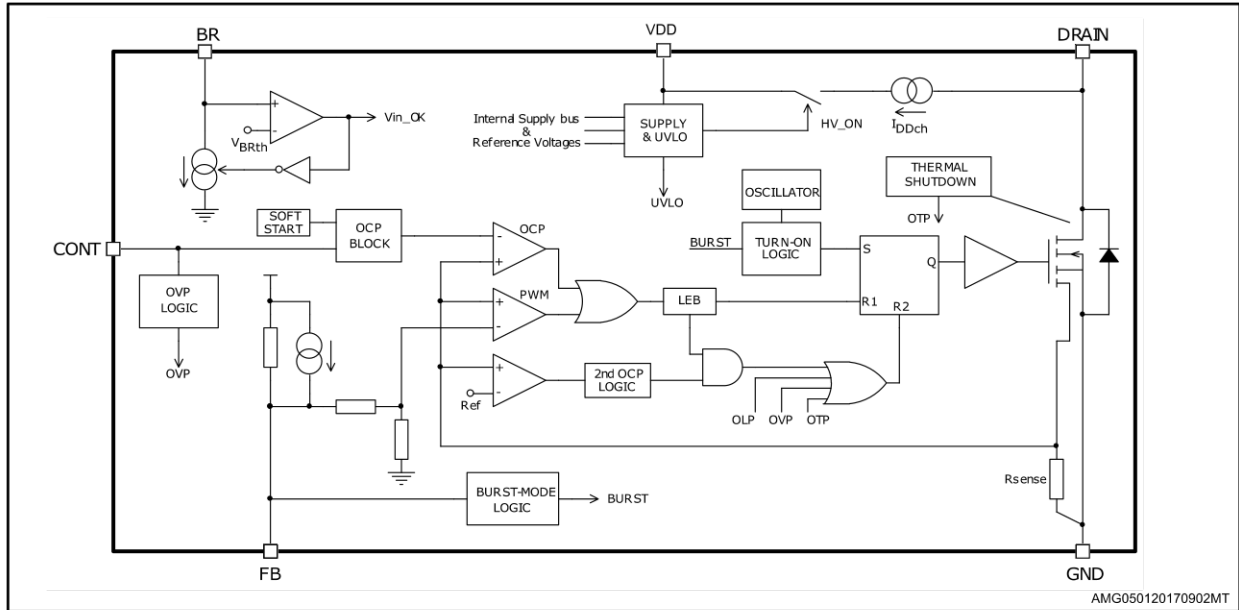 BR
VDD
DRAIN
Vin_OK
VBRth
Internal Supply bus
&
Reference Voltages
SUPPLY
& UVLO
HV_ON
IDDch
THERMAL
SHUTDOWN
UVLO
OTP
OSCILLATOR
SOFT
START
OCP
BLOCK
OCP
BURST
TURN-ON
LOGIC
S
Q
R1
R2
CONT
OVP
LOGIC
OVP
PWM
LEB
2nd OCP
LOGIC
Ref
OLP
OVP
OTP
Rsense
BURST-MODE
LOGIC
BURST
FB
GND
AMG050120170902MT